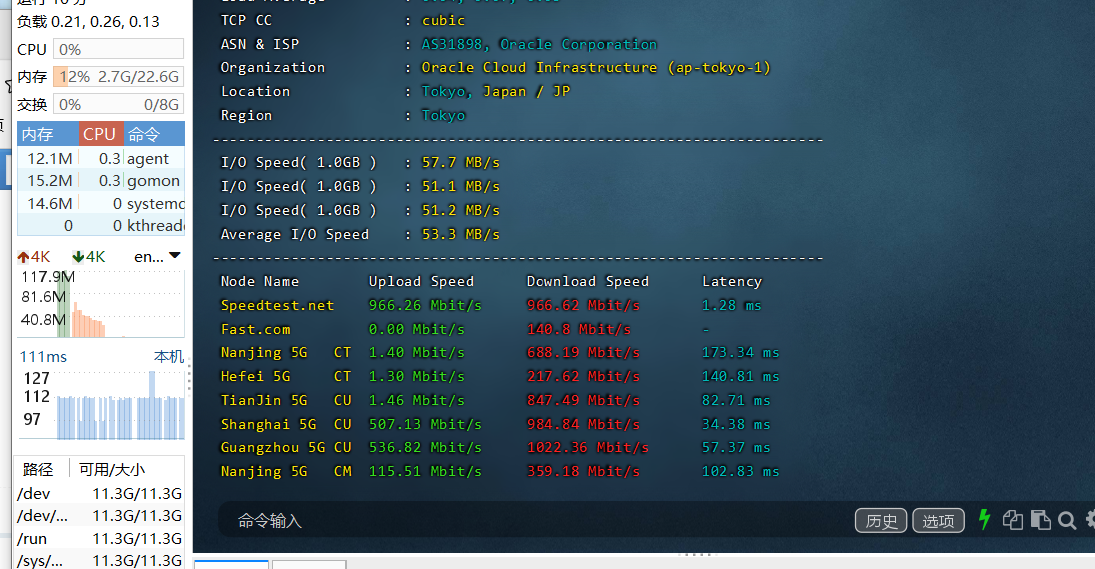 负载 0.21, 0.26, 0.13
CPU 0%
内存 12% 2.7G/22.6G
交换 0% 0/8G
内存 CPU 命令
12.1M 0.3 agent
15.2M 0.3 gomon
14.6M 0 systemd
0 0 kthreadd
4K 4K en...
117.9M
81.6M
40.8M
111ms 本机
127
112
97
路径 可用/大小
/dev 11.3G/11.3G
/dev/... 11.3G/11.3G
/run 11.3G/11.3G
/sys/... 11.3G/11.3G
TCP CC : cubic
ASN & ISP : AS31898, Oracle Corporation
Organization : Oracle Cloud Infrastructure (ap-tokyo-1)
Location : Tokyo, Japan / JP
Region : Tokyo
----------------------------------------------------------------------
I/O Speed( 1.0GB ) : 57.7 MB/s
I/O Speed( 1.0GB ) : 51.1 MB/s
I/O Speed( 1.0GB ) : 51.2 MB/s
Average I/O Speed : 53.3 MB/s
----------------------------------------------------------------------
Node Name Upload Speed Download Speed Latency
Speedtest.net 966.26 Mbit/s 966.62 Mbit/s 1.28 ms
Fast.com 0.00 Mbit/s 140.8 Mbit/s -
Nanjing 5G CT 1.40 Mbit/s 688.19 Mbit/s 173.34 ms
Hefei 5G CT 1.30 Mbit/s 217.62 Mbit/s 140.81 ms
TianJin 5G CU 1.46 Mbit/s 847.49 Mbit/s 82.71 ms
Shanghai 5G CU 507.13 Mbit/s 984.84 Mbit/s 34.38 ms
Guangzhou 5G CU 536.82 Mbit/s 1022.36 Mbit/s 57.37 ms
Nanjing 5G CM 115.51 Mbit/s 359.18 Mbit/s 102.83 ms
命令输入 历史 选项